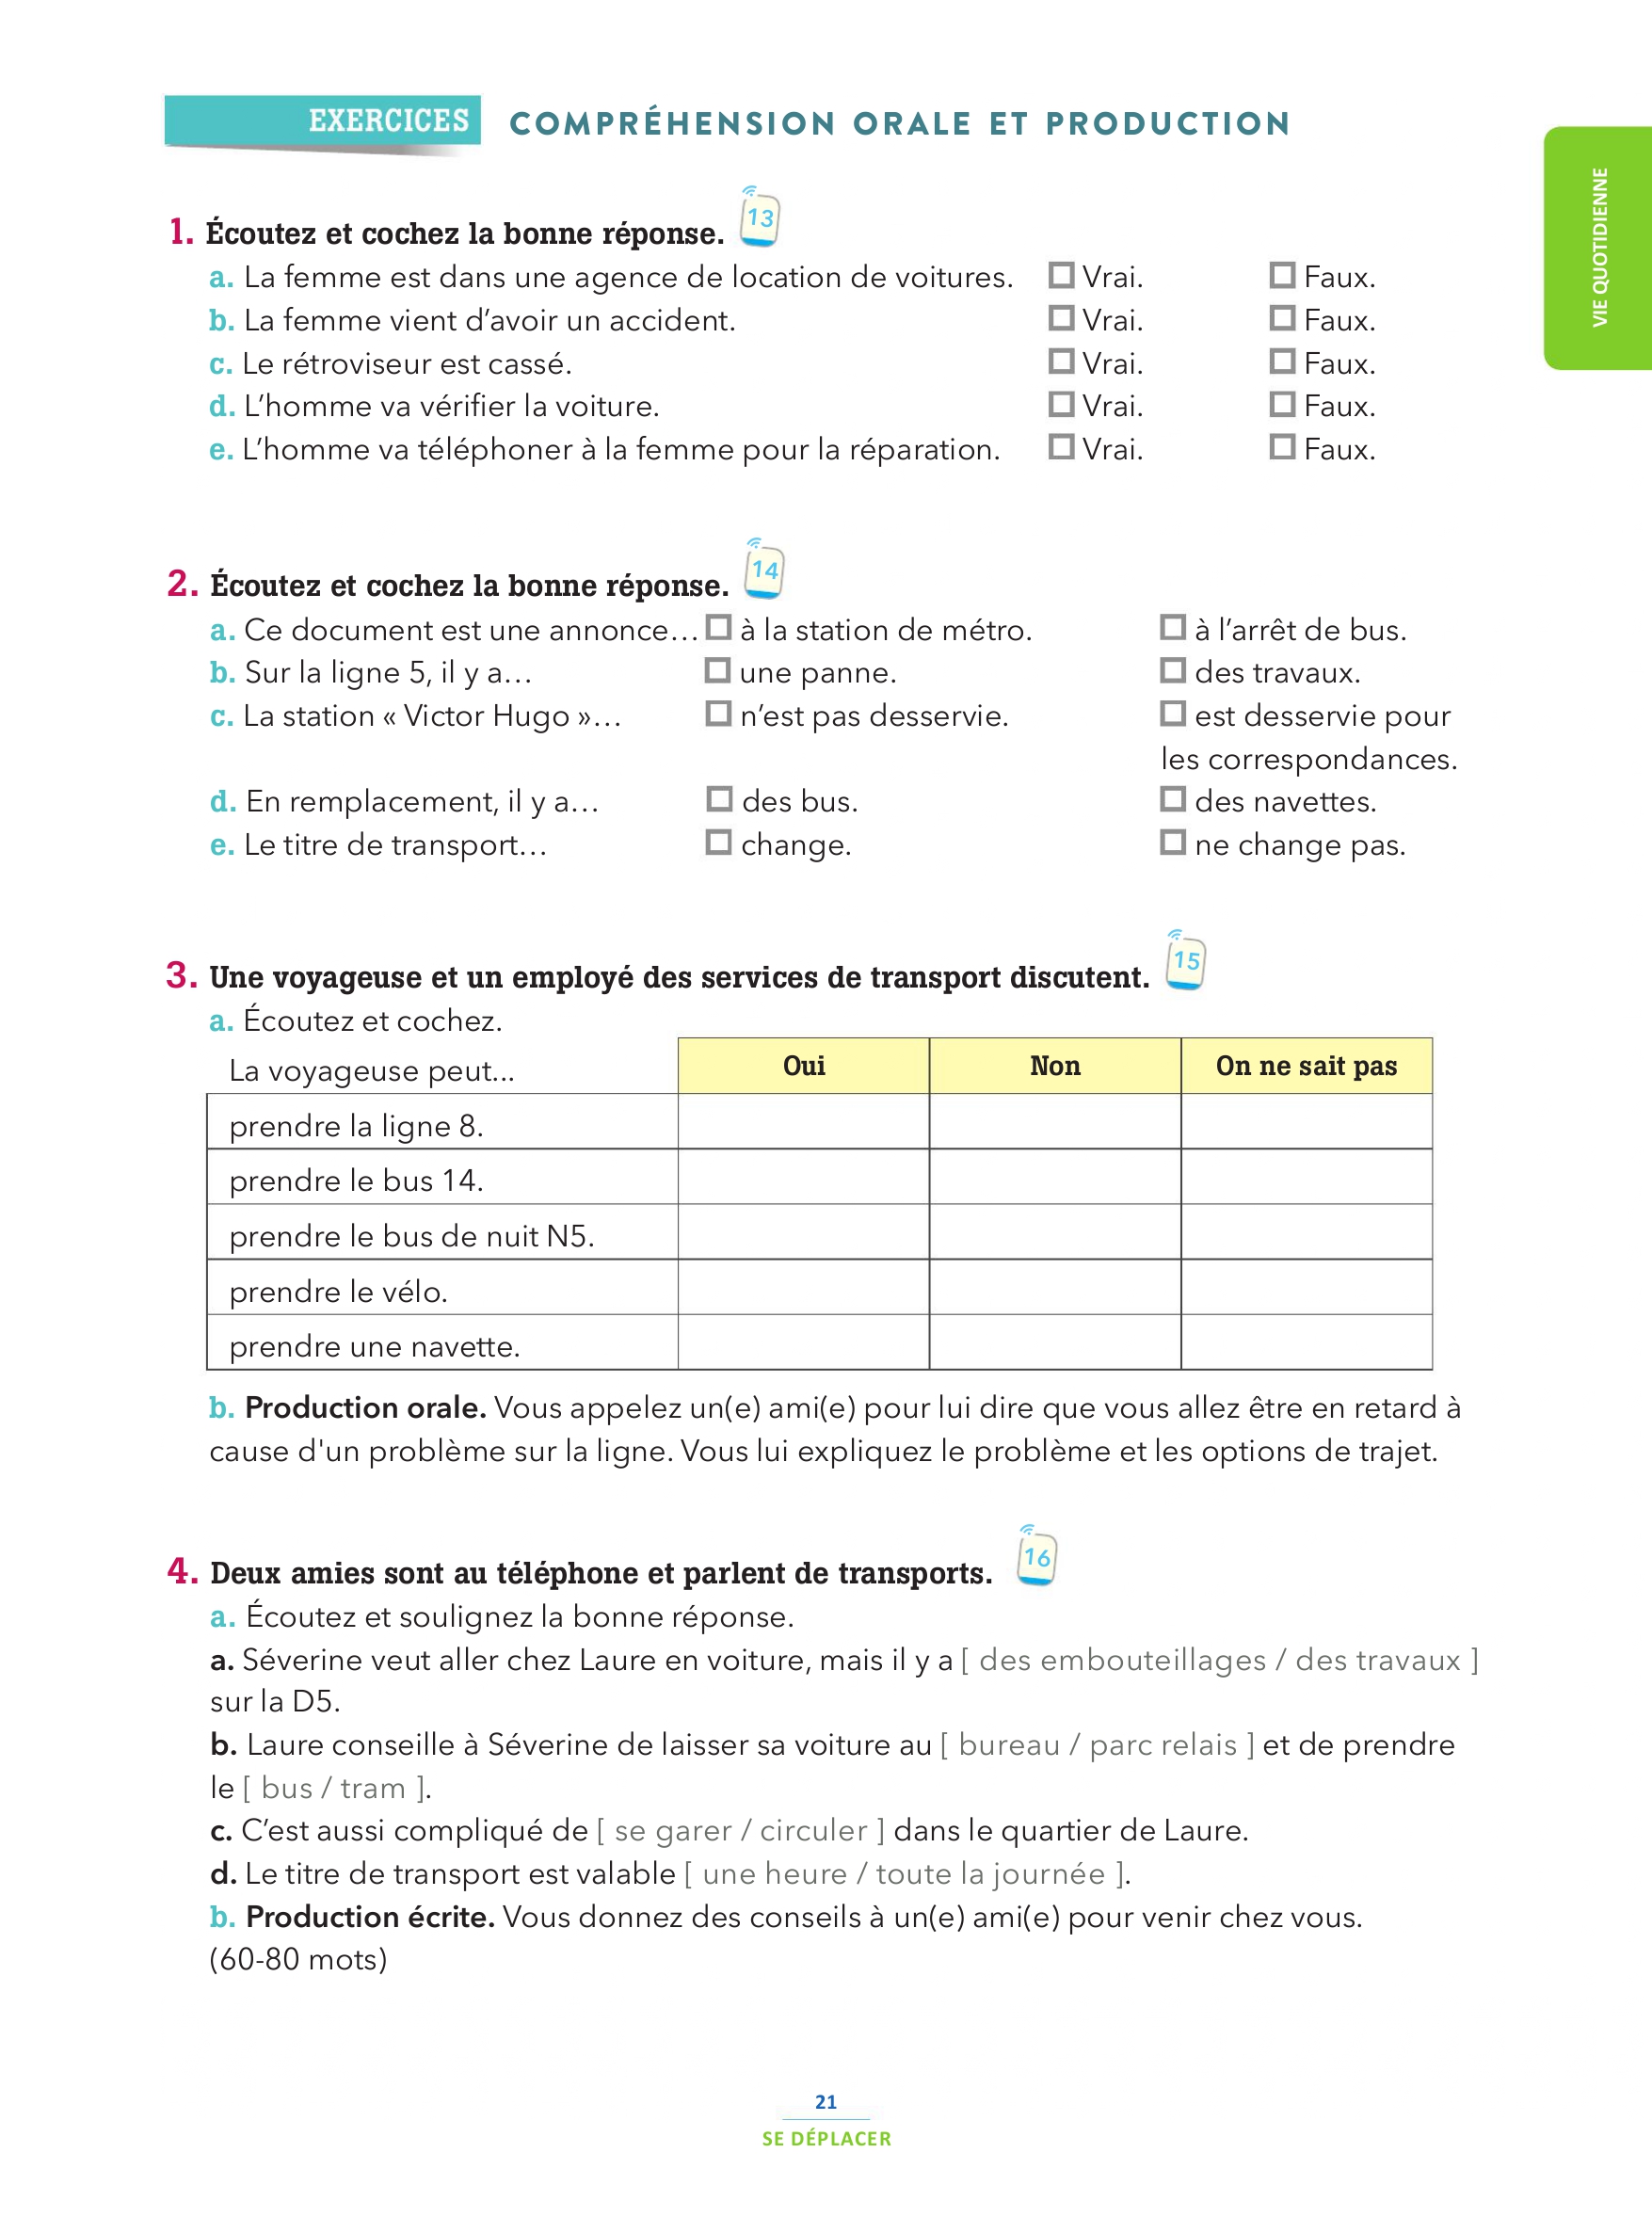 EXERCICES COMPRÉHENSION ORALE ET PRODUCTION
VIE QUOTIDIENNE
1. Écoutez et cochez la bonne réponse. 13
a. La femme est dans une agence de location de voitures. ☐ Vrai. ☐ Faux.
b. La femme vient d’avoir un accident. ☐ Vrai. ☐ Faux.
c. Le rétroviseur est cassé. ☐ Vrai. ☐ Faux.
d. L’homme va vérifier la voiture. ☐ Vrai. ☐ Faux.
e. L’homme va téléphoner à la femme pour la réparation. ☐ Vrai. ☐ Faux.
2. Écoutez et cochez la bonne réponse. 14
a. Ce document est une annonce… ☐ à la station de métro. ☐ à l’arrêt de bus.
b. Sur la ligne 5, il y a… ☐ une panne. ☐ des travaux.
c. La station « Victor Hugo »… ☐ n’est pas desservie. ☐ est desservie pour
les correspondances.
d. En remplacement, il y a… ☐ des bus. ☐ des navettes.
e. Le titre de transport… ☐ change. ☐ ne change pas.
3. Une voyageuse et un employé des services de transport discutent. 15
a. Écoutez et cochez.
La voyageuse peut... Oui Non On ne sait pas
prendre la ligne 8.
prendre le bus 14.
prendre le bus de nuit N5.
prendre le vélo.
prendre une navette.
b. Production orale. Vous appelez un(e) ami(e) pour lui dire que vous allez être en retard à
cause d'un problème sur la ligne. Vous lui expliquez le problème et les options de trajet.
4. Deux amies sont au téléphone et parlent de transports. 16
a. Écoutez et soulignez la bonne réponse.
a. Séverine veut aller chez Laure en voiture, mais il y a [ des embouteillages / des travaux ]
sur la D5.
b. Laure conseille à Séverine de laisser sa voiture au [ bureau / parc relais ] et de prendre
le [ bus / tram ].
c. C’est aussi compliqué de [ se garer / circuler ] dans le quartier de Laure.
d. Le titre de transport est valable [ une heure / toute la journée ].
b. Production écrite. Vous donnez des conseils à un(e) ami(e) pour venir chez vous.
(60-80 mots)
21
SE DÉPLACER